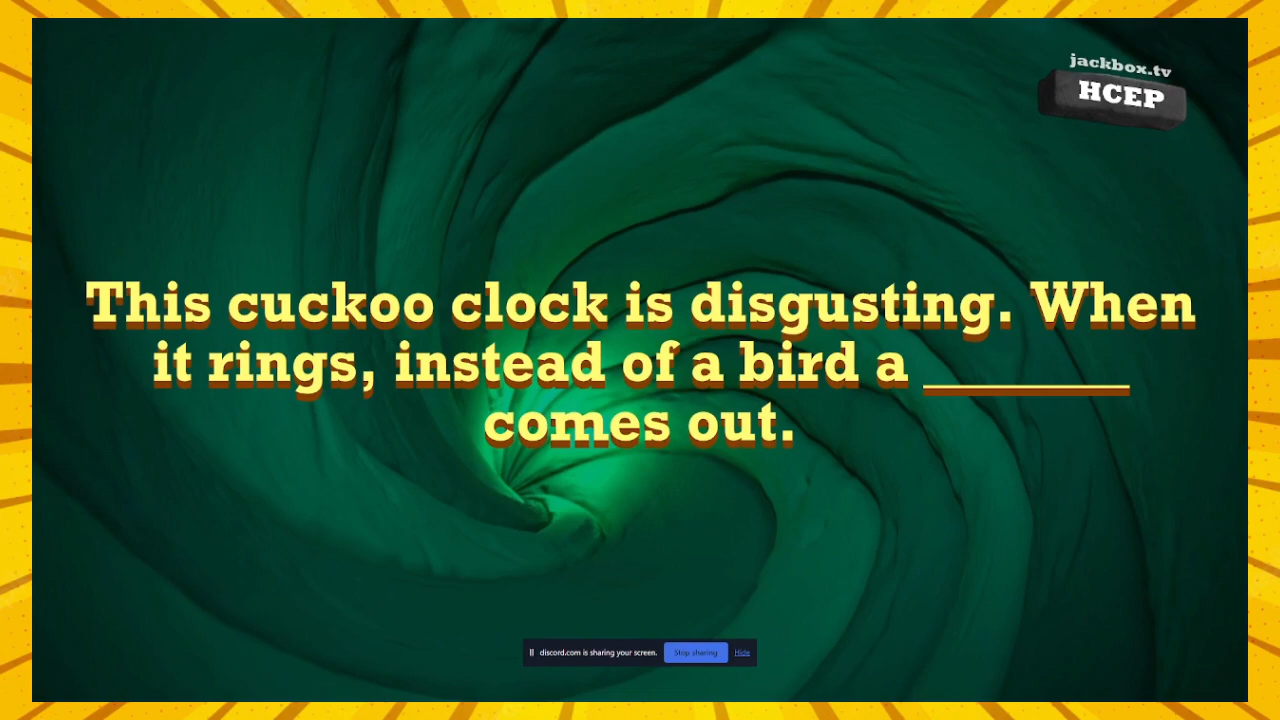 jackbox.tv
HCEP
This cuckoo clock is disgusting. When
it rings, instead of a bird a ________
comes out.
discord.com is sharing your screen. Stop sharing Hide